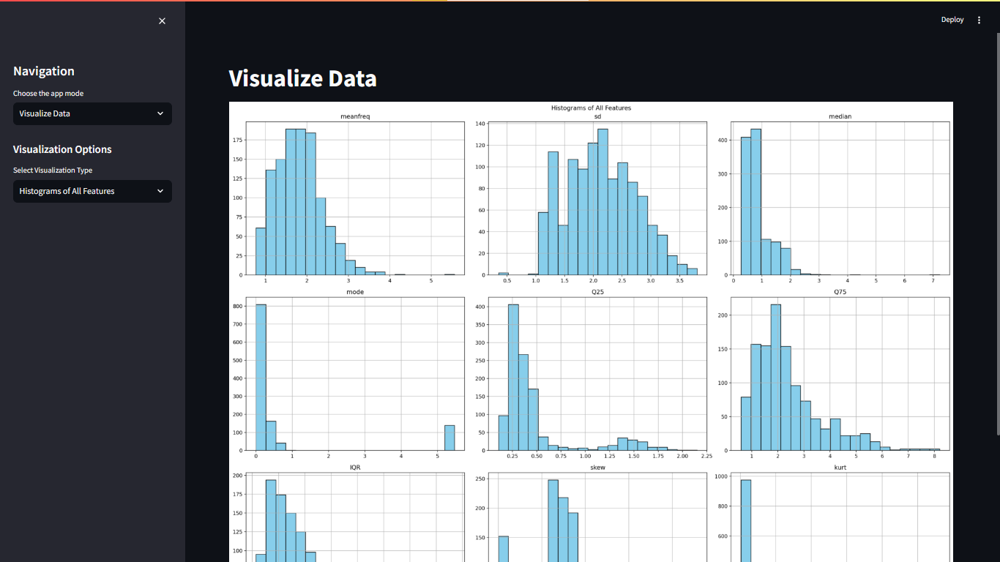 Deploy
Navigation
Choose the app mode
Visualize Data
Visualization Options
Select Visualization Type
Histograms of All Features
Visualize Data
Histograms of All Features
meanfreq
175
150
125
100
75
50
25
0
1 2 3 4 5
sd
140
120
100
80
60
40
20
0
0.5 1.0 1.5 2.0 2.5 3.0 3.5
median
400
300
200
100
0
0 1 2 3 4 5 6 7
mode
800
700
600
500
400
300
200
100
0
0 1 2 3 4 5
Q25
400
350
300
250
200
150
100
50
0
0.25 0.50 0.75 1.00 1.25 1.50 1.75 2.00 2.25
Q75
200
150
100
50
0
1 2 3 4 5 6 7 8
IQR
200
175
150
125
100
skew
250
200
150
kurt
1000
800
600